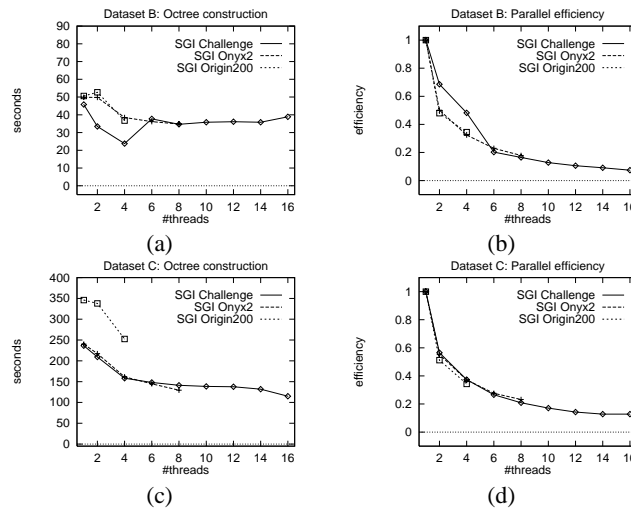 Dataset B: Octree construction
90
80
70
60
50
40
30
20
10
0
seconds
SGI Challenge
SGI Onyx2
SGI Origin200
2 4 6 8 10 12 14 16
#threads
(a)
Dataset B: Parallel efficiency
1
0.8
0.6
0.4
0.2
0
efficiency
SGI Challenge
SGI Onyx2
SGI Origin200
2 4 6 8 10 12 14 16
#threads
(b)
Dataset C: Octree construction
400
350
300
250
200
150
100
50
0
seconds
SGI Challenge
SGI Onyx2
SGI Origin200
2 4 6 8 10 12 14 16
#threads
(c)
Dataset C: Parallel efficiency
1
0.8
0.6
0.4
0.2
0
efficiency
SGI Challenge
SGI Onyx2
SGI Origin200
2 4 6 8 10 12 14 16
#threads
(d)